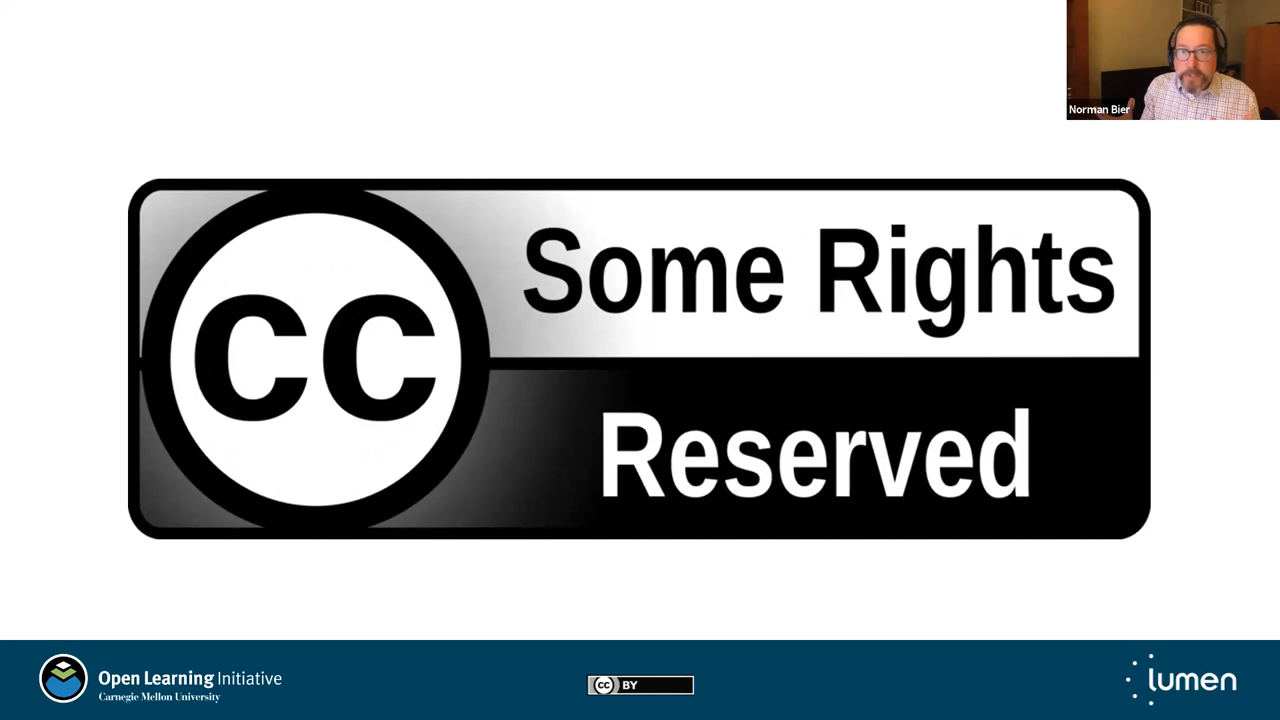 Norman Bier
cc
Some Rights
Reserved
Open Learning Initiative
Carnegie Mellon University
cc BY
lumen